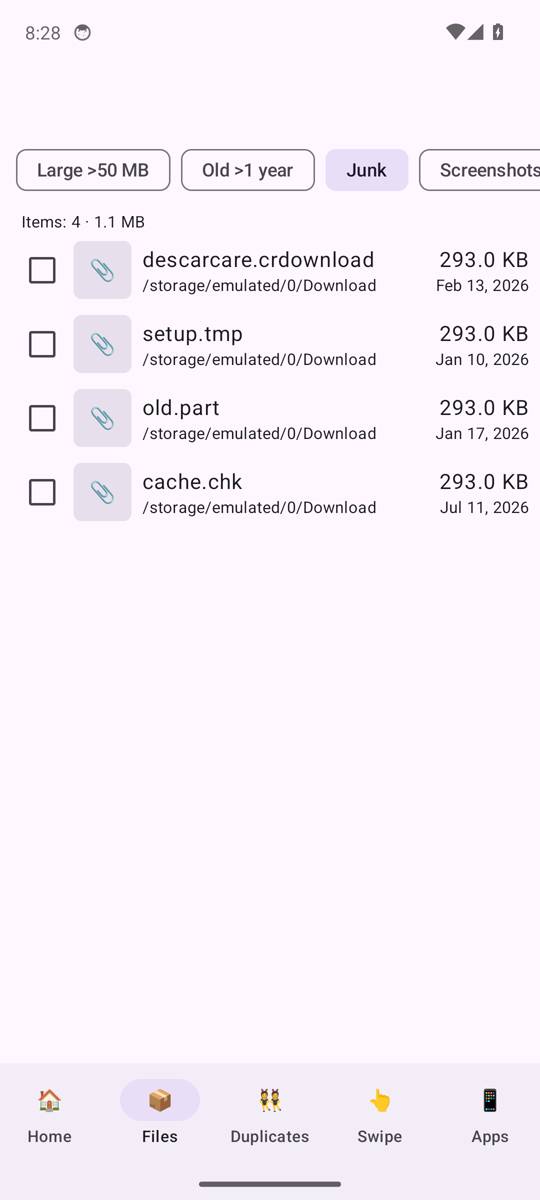 8:28
Large >50 MB
Old >1 year
Junk
Screenshots
Items: 4 · 1.1 MB
descarcare.crdownload 293.0 KB
/storage/emulated/0/Download Feb 13, 2026
setup.tmp 293.0 KB
/storage/emulated/0/Download Jan 10, 2026
old.part 293.0 KB
/storage/emulated/0/Download Jan 17, 2026
cache.chk 293.0 KB
/storage/emulated/0/Download Jul 11, 2026
Home
Files
Duplicates
Swipe
Apps